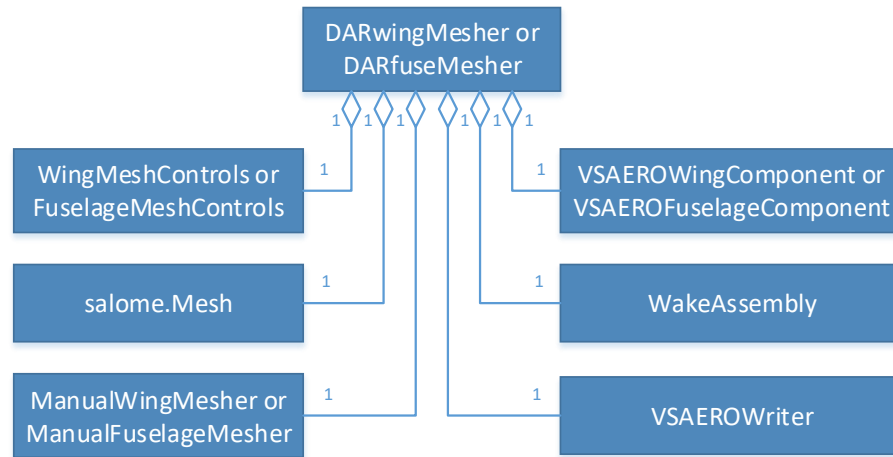 DARwingMesher or
DARfuseMesher
1 1 1 1 1 1
WingMeshControls or
FuselageMeshControls
1
1
VSAEROWingComponent or
VSAEROFuselageComponent
salome.Mesh
1
1
WakeAssembly
ManualWingMesher or
ManualFuselageMesher
1
1
VSAEROWriter